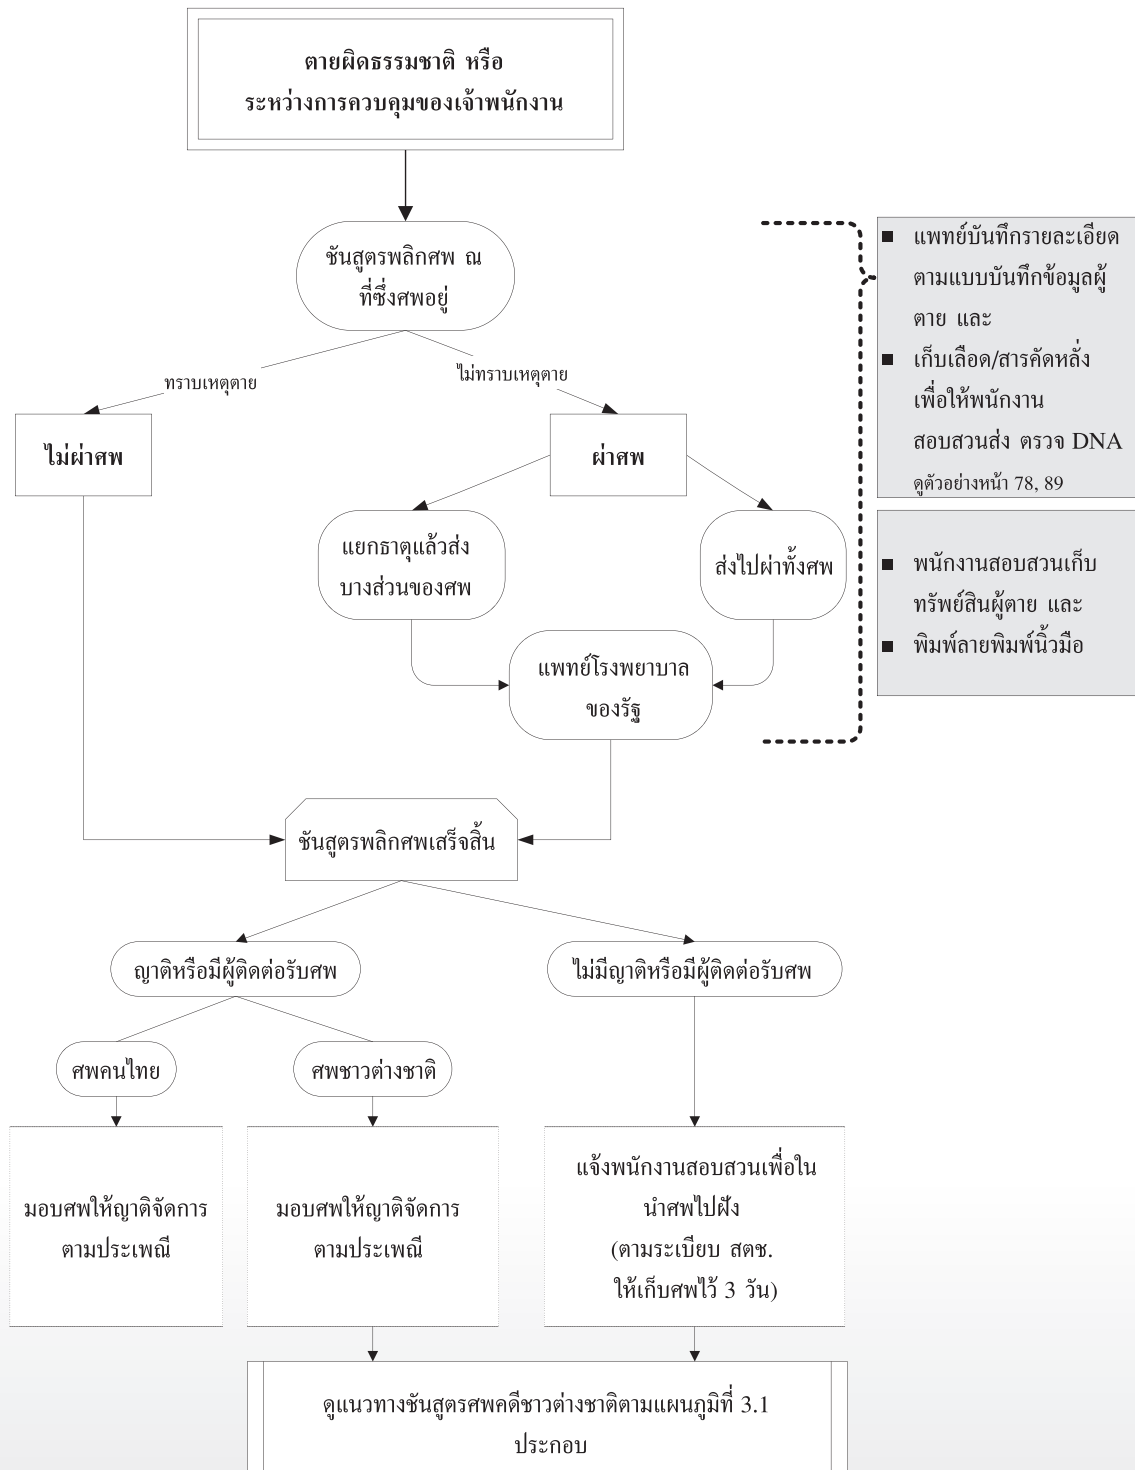 ตายผิดธรรมชาติ หรือ
ระหว่างการควบคุมของเจ้าพนักงาน
ชันสูตรพลิกศพ ณ
ที่ซึ่งศพอยู่
ทราบเหตุตาย
ไม่ทราบเหตุตาย
ไม่ผ่าศพ
ผ่าศพ
แยกธาตุแล้วส่ง
บางส่วนของศพ
ส่งไปผ่าทั้งศพ
แพทย์โรงพยาบาล
ของรัฐ
■ แพทย์บันทึกรายละเอียด
ตามแบบบันทึกข้อมูลผู้
ตาย และ
■ เก็บเลือด/สารคัดหลั่ง
เพื่อให้พนักงาน
สอบสวนส่ง ตรวจ DNA
ดูตัวอย่างหน้า 78, 89
■ พนักงานสอบสวนเก็บ
ทรัพย์สินผู้ตาย และ
■ พิมพ์ลายพิมพ์นิ้วมือ
ชันสูตรพลิกศพเสร็จสิ้น
ญาติหรือมีผู้ติดต่อรับศพ
ไม่มีญาติหรือมีผู้ติดต่อรับศพ
ศพคนไทย
ศพชาวต่างชาติ
มอบศพให้ญาติจัดการ
ตามประเพณี
มอบศพให้ญาติจัดการ
ตามประเพณี
แจ้งพนักงานสอบสวนเพื่อใน
นำศพไปฝัง
(ตามระเบียบ สตช.
ให้เก็บศพไว้ 3 วัน)
ดูแนวทางชันสูตรศพคดีชาวต่างชาติตามแผนภูมิที่ 3.1
ประกอบ